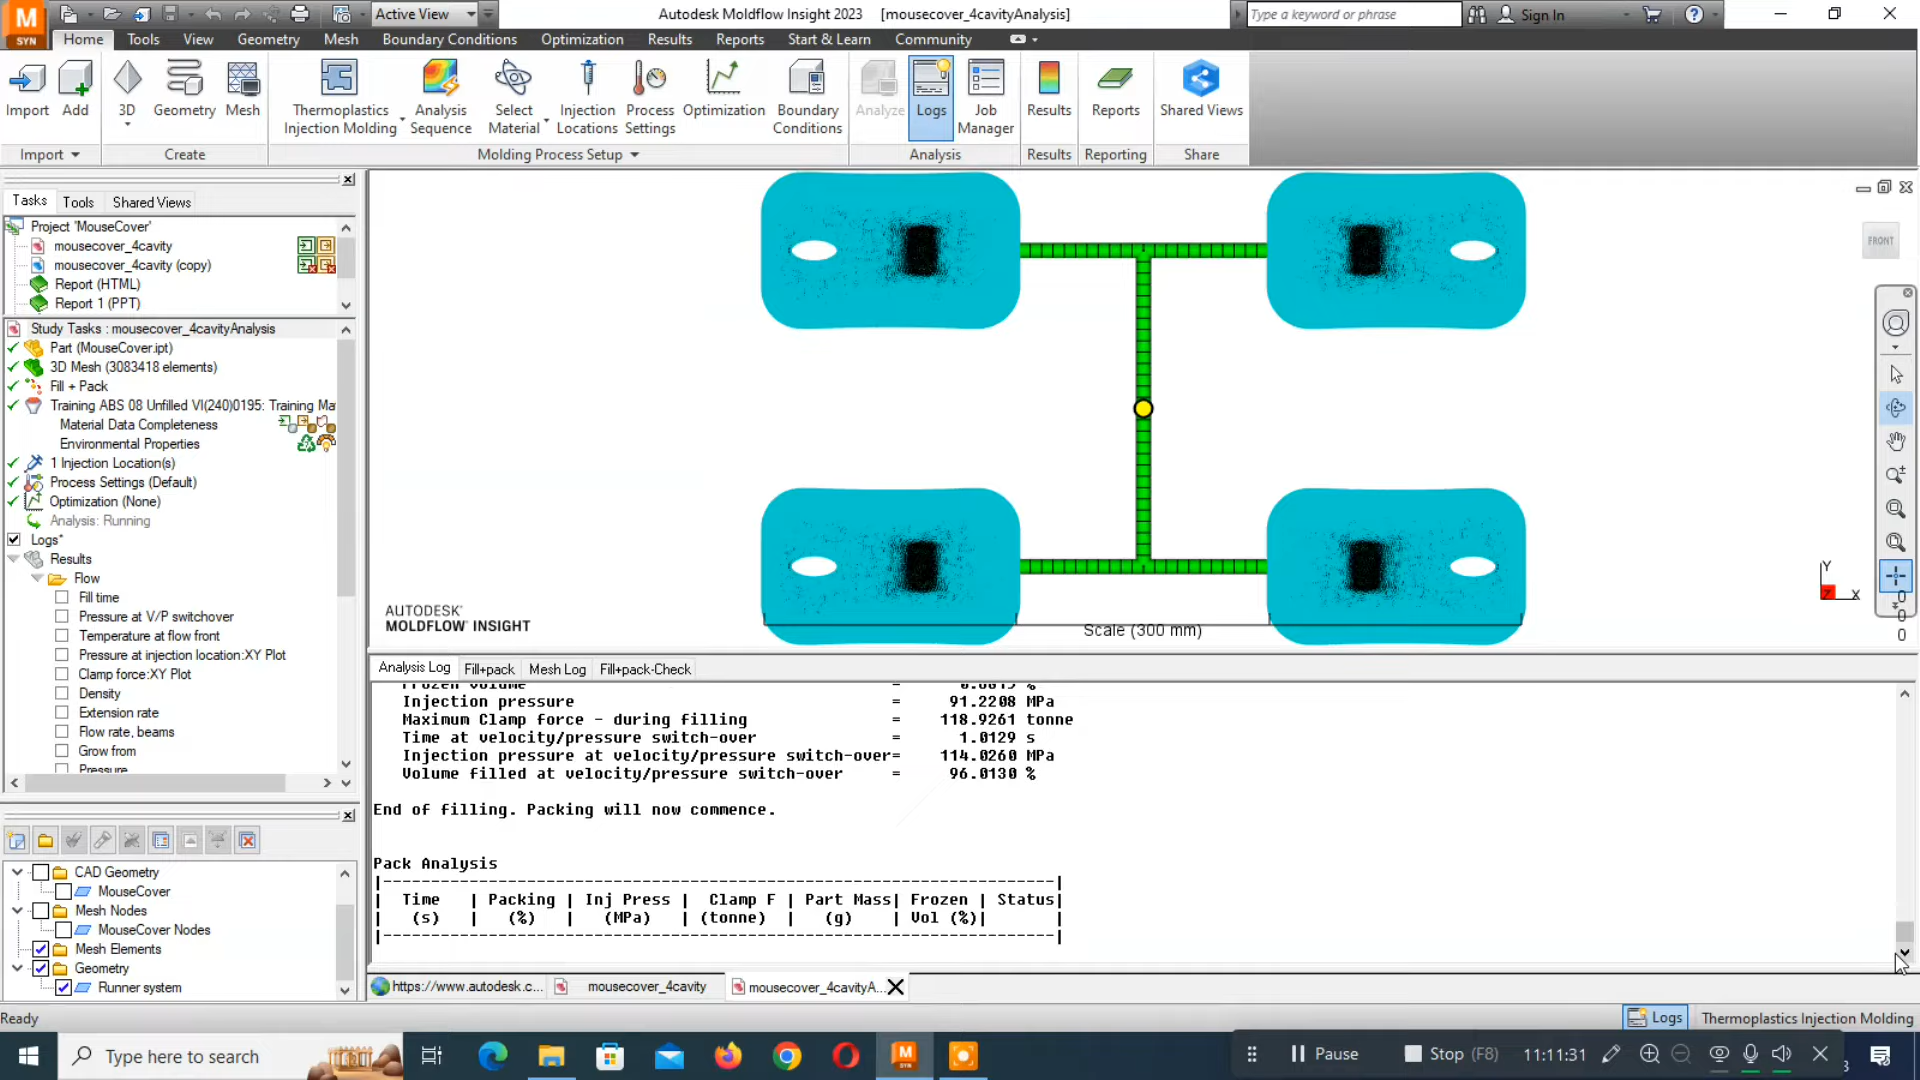 M
SYN
Active View
Autodesk Moldflow Insight 2023 [mousecover_4cavityAnalysis]
Type a keyword or phrase
Sign In
Home
Tools
View
Geometry
Mesh
Boundary Conditions
Optimization
Results
Reports
Start & Learn
Community
Import
Add
3D
Geometry
Mesh
Thermoplastics
Injection Molding
Analysis
Sequence
Select
Material
Injection
Locations
Process
Settings
Optimization
Boundary
Conditions
Analyze
Logs
Job
Manager
Results
Reports
Shared Views
Import
Create
Molding Process Setup
Analysis
Results
Reporting
Share
Tasks
Tools
Shared Views
Project 'MouseCover'
mousecover_4cavity
mousecover_4cavity (copy)
Report (HTML)
Report 1 (PPT)
Study Tasks : mousecover_4cavityAnalysis
Part (MouseCover.ipt)
3D Mesh (3083418 elements)
Fill + Pack
Training ABS 08 Unfilled VI(240)0195: Training Ma
Material Data Completeness
Environmental Properties
1 Injection Location(s)
Process Settings (Default)
Optimization (None)
Analysis: Running
Logs*
Results
Flow
Fill time
Pressure at V/P switchover
Temperature at flow front
Pressure at injection location:XY Plot
Clamp force:XY Plot
Density
Extension rate
Flow rate, beams
Grow from
Pressure
CAD Geometry
MouseCover
Mesh Nodes
MouseCover Nodes
Mesh Elements
Geometry
Runner system
FRONT
Y
Z
X
0
0
0
AUTODESK
MOLDFLOW INSIGHT
Scale (300 mm)
Analysis Log
Fill+pack
Mesh Log
Fill+pack-Check
Frozen volume = %
Injection pressure = 91.2208 MPa
Maximum Clamp force - during filling = 118.9261 tonne
Time at velocity/pressure switch-over = 1.0129 s
Injection pressure at velocity/pressure switch-over= 114.0260 MPa
Volume filled at velocity/pressure switch-over = 96.0130 %
End of filling. Packing will now commence.
Pack Analysis
|---------------------------------------------------------------------|
| Time | Packing | Inj Press | Clamp F | Part Mass| Frozen | Status|
| (s) | (%) | (MPa) | (tonne) | (g) | Vol (%)| |
|---------------------------------------------------------------------|
https://www.autodesk.c...
mousecover_4cavity
mousecover_4cavityA...
Ready
Logs
Thermoplastics Injection Molding
Type here to search
M
SYN
Pause
Stop (F8)
11:11:31